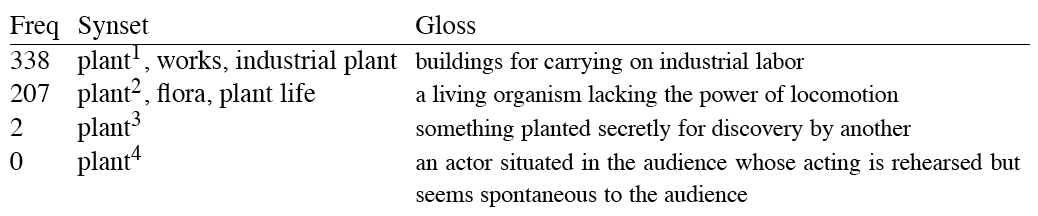 Freq Synset Gloss
338 plant¹, works, industrial plant buildings for carrying on industrial labor
207 plant², flora, plant life a living organism lacking the power of locomotion
2 plant³ something planted secretly for discovery by another
0 plant⁴ an actor situated in the audience whose acting is rehearsed but
seems spontaneous to the audience